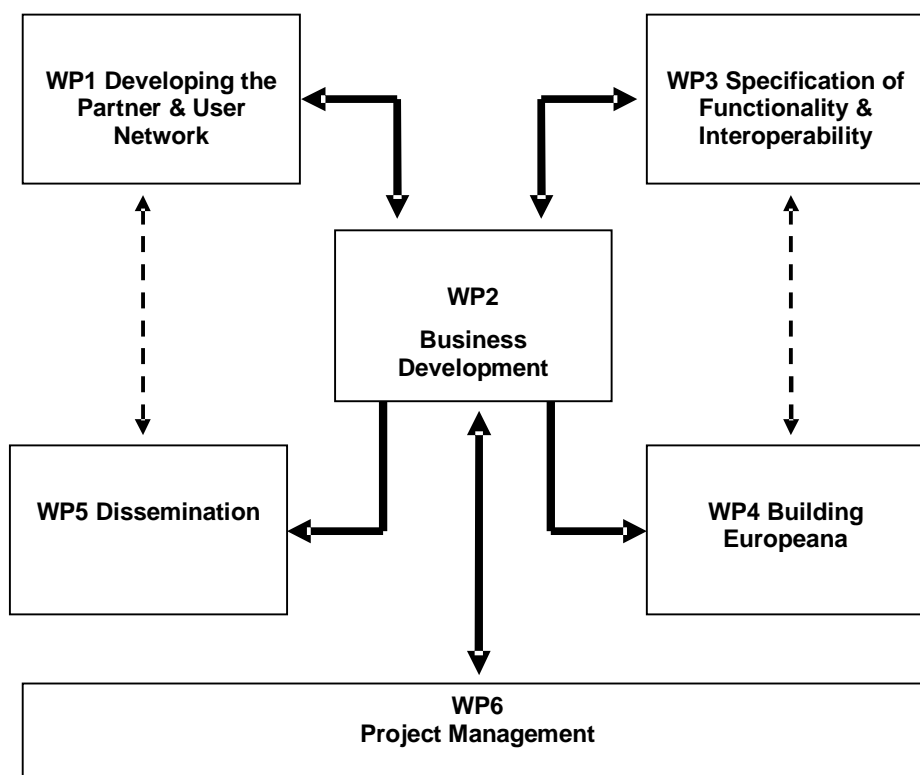 WP1 Developing the
Partner & User
Network
WP3 Specification of
Functionality &
Interoperability
WP2
Business
Development
WP5 Dissemination
WP4 Building
Europeana
WP6
Project Management